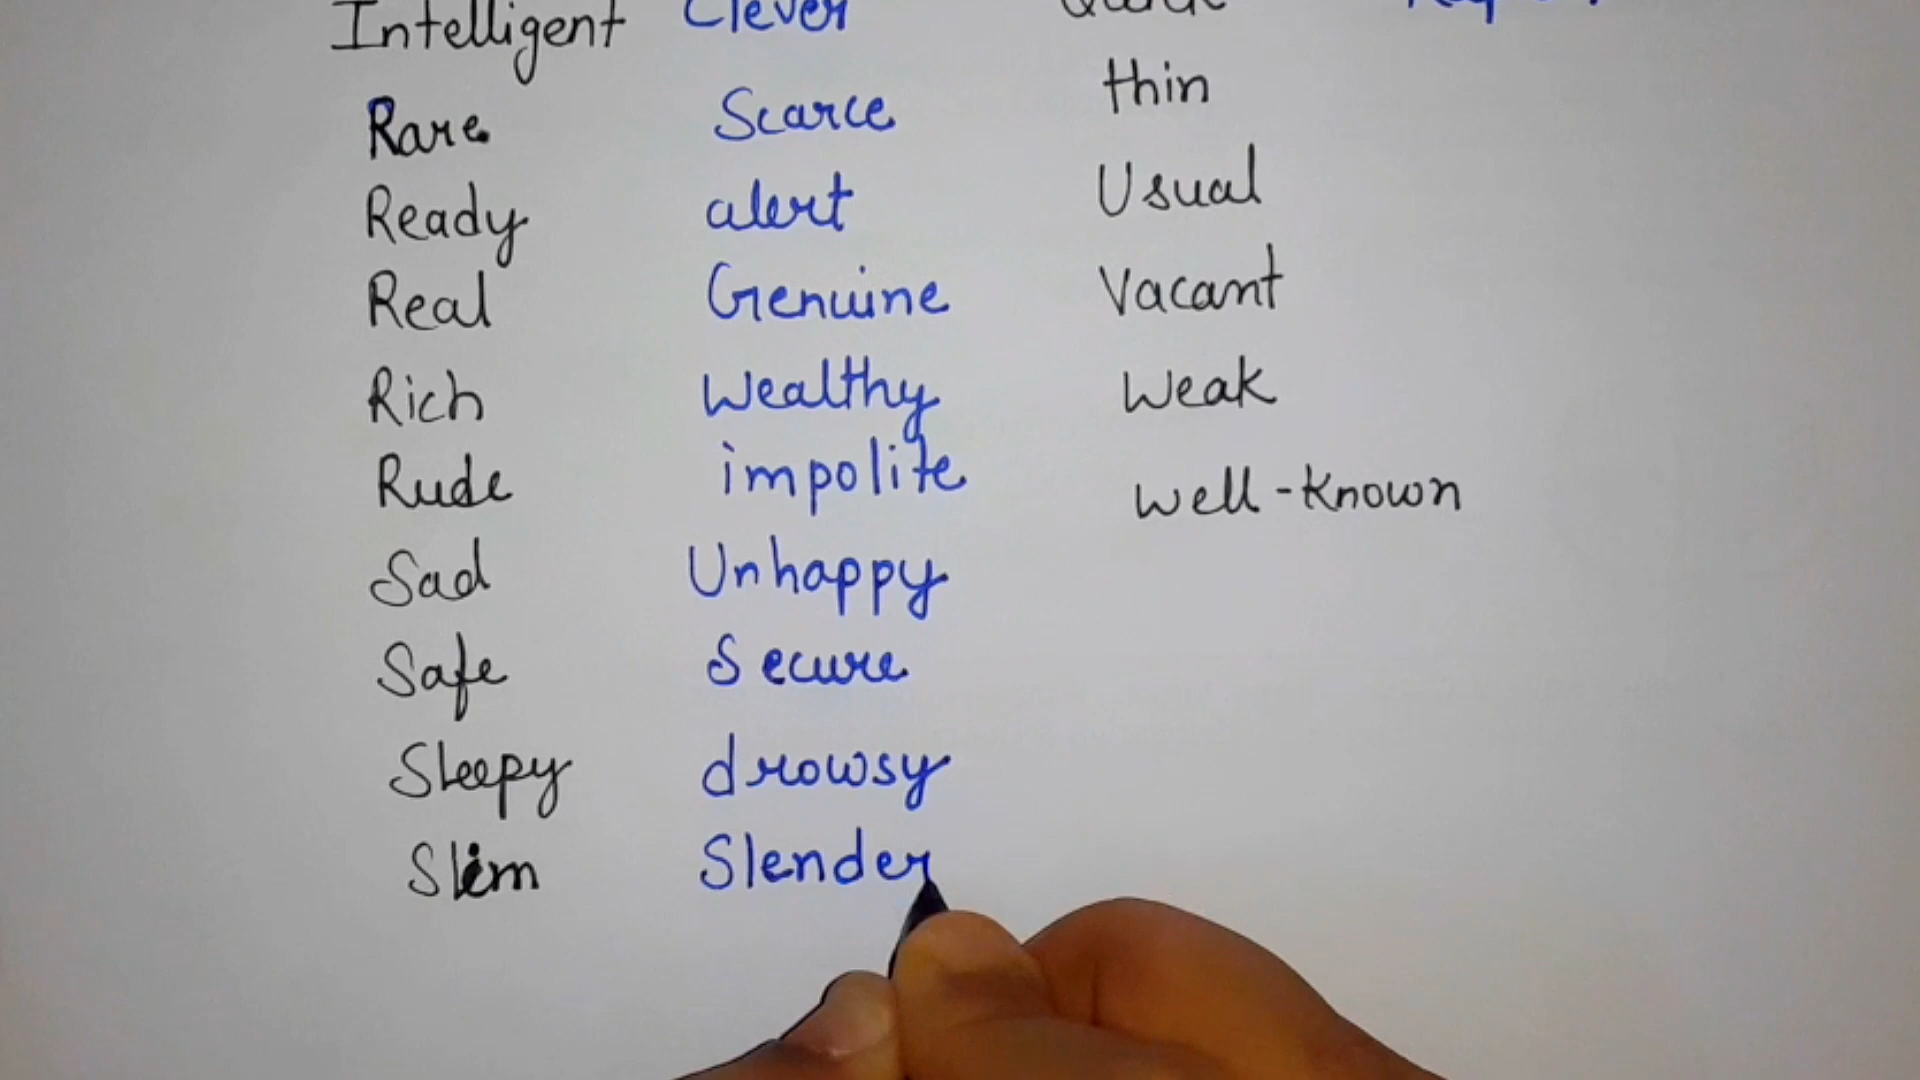 Intelligent Clever Quick
Rare Scarce thin
Ready alert Usual
Real Genuine Vacant
Rich Wealthy Weak
Rude impolite well-known
Sad Unhappy
Safe Secure
Sleepy drowsy
Slim Slender